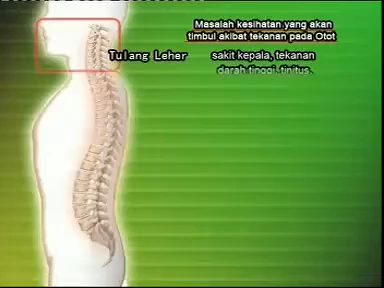 Masalah kesihatan yang akan
timbul akibat tekanan pada Otot
Tulang Leher
sakit kepala, tekanan
darah tinggi, tinitus.